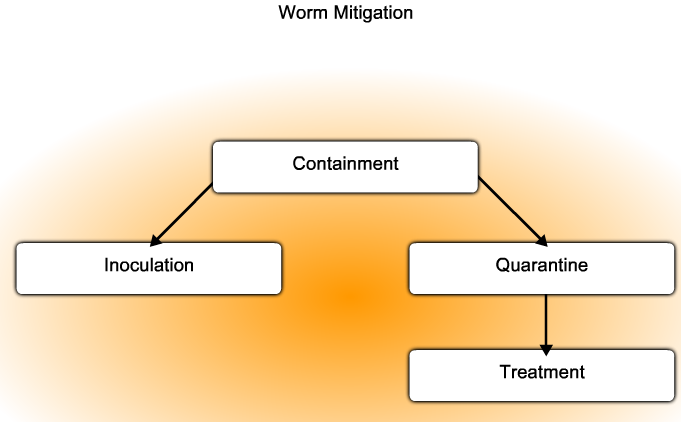 Worm Mitigation
Containment
Inoculation
Quarantine
Treatment